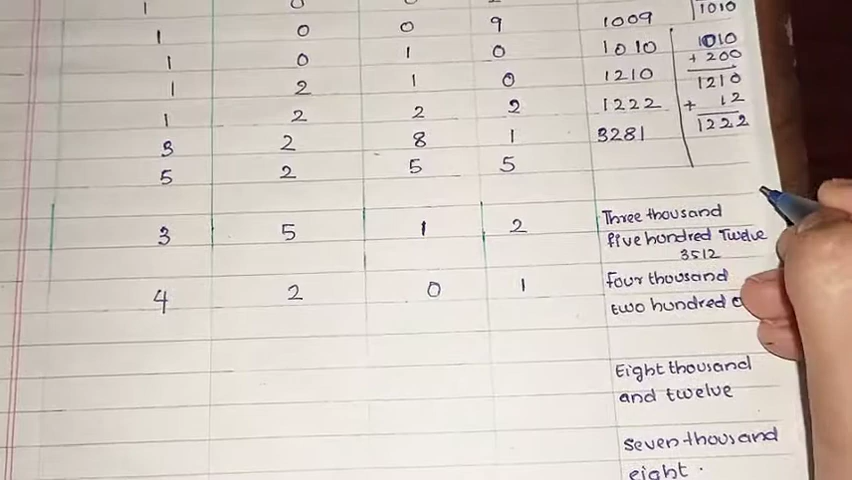 1 0 0 1010
1 0 0 9 1009
1 0 1 0 1010 1010
+ 200
1 2 1 0 1210 1210
+ 12
1 2 2 2 1222 1222
3 2 8 1 3281
5 2 5 5
3 5 1 2 Three thousand
five hundred Twelve
3512
4 2 0 1 Four thousand
two hundred
Eight thousand
and twelve
seven thousand
eight.